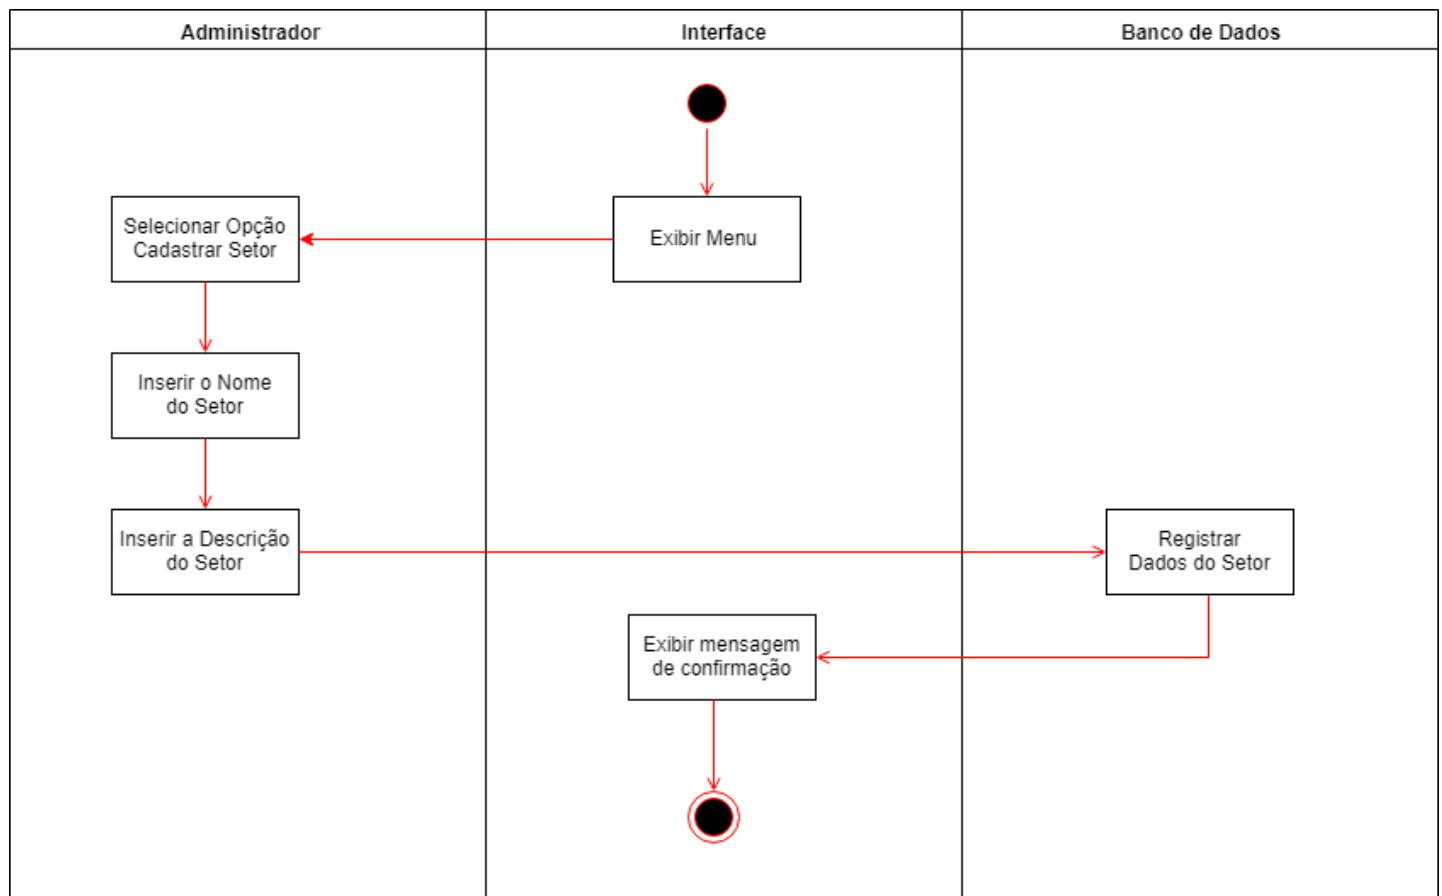 Administrador
Interface
Banco de Dados
Selecionar Opção
Cadastrar Setor
Exibir Menu
Inserir o Nome
do Setor
Inserir a Descrição
do Setor
Registrar
Dados do Setor
Exibir mensagem
de confirmação